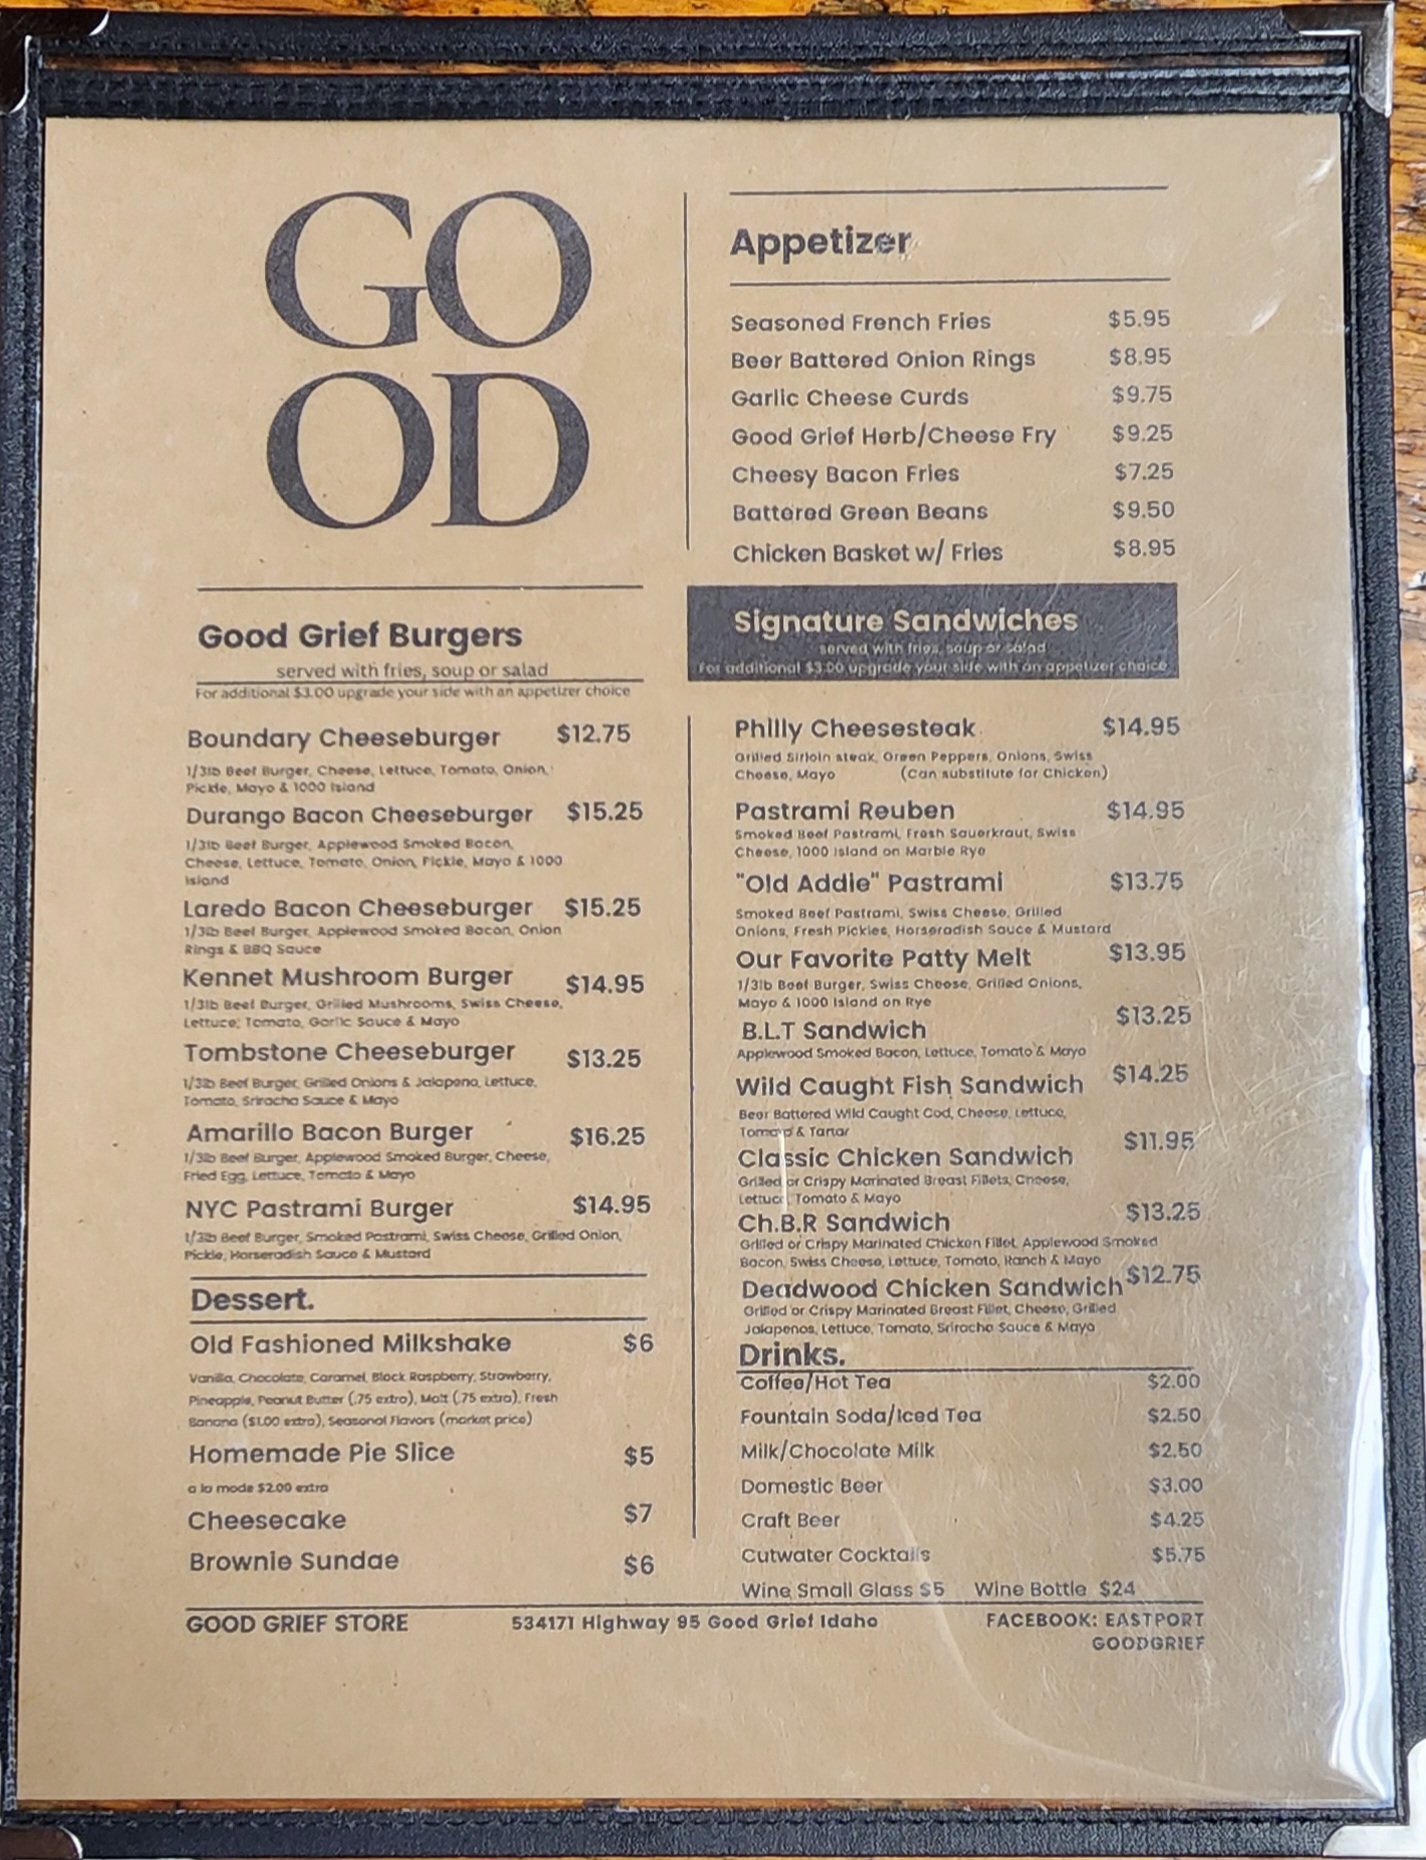 GO
OD
Appetizer
Seasoned French Fries $5.95
Beer Battered Onion Rings $8.95
Garlic Cheese Curds $9.75
Good Grief Herb/Cheese Fry $9.25
Cheesy Bacon Fries $7.25
Battered Green Beans $9.50
Chicken Basket w/ Fries $8.95
Good Grief Burgers
served with fries, soup or salad
For additional $3.00 upgrade your side with an appetizer choice
Boundary Cheeseburger $12.75
1/3lb Beef Burger, Cheese, Lettuce, Tomato, Onion,
Pickle, Mayo & 1000 Island
Durango Bacon Cheeseburger $15.25
1/3lb Beef Burger, Applewood Smoked Bacon,
Cheese, Lettuce, Tomato, Onion, Pickle, Mayo & 1000
Island
Laredo Bacon Cheeseburger $15.25
1/3lb Beef Burger, Applewood Smoked Bacon, Onion
Rings & BBQ Sauce
Kennet Mushroom Burger $14.95
1/3lb Beef Burger, Grilled Mushrooms, Swiss Cheese,
Lettuce, Tomato, Garlic Sauce & Mayo
Tombstone Cheeseburger $13.25
1/3lb Beef Burger, Grilled Onions & Jalapeno, Lettuce,
Tomato, Sriracha Sauce & Mayo
Amarillo Bacon Burger $16.25
1/3lb Beef Burger, Applewood Smoked Burger, Cheese,
Fried Egg, Lettuce, Tomato & Mayo
NYC Pastrami Burger $14.95
1/3lb Beef Burger, Smoked Pastrami, Swiss Cheese, Grilled Onion,
Pickle, Horseradish Sauce & Mustard
Dessert.
Old Fashioned Milkshake $6
Vanilla, Chocolate, Caramel, Black Raspberry, Strawberry,
Pineapple, Peanut Butter (.75 extra), Malt (.75 extra), Fresh
Banana ($1.00 extra), Seasonal Flavors (market price)
Homemade Pie Slice $5
a la mode $2.00 extra
Cheesecake $7
Brownie Sundae $6
Signature Sandwiches
served with fries, soup or salad
For additional $3.00 upgrade your side with an appetizer choice
Philly Cheesesteak $14.95
Grilled Sirloin steak, Green Peppers, Onions, Swiss
Cheese, Mayo (Can substitute for Chicken)
Pastrami Reuben $14.95
Smoked Beef Pastrami, Fresh Sauerkraut, Swiss
Cheese, 1000 Island on Marble Rye
"Old Addie" Pastrami $13.75
Smoked Beef Pastrami, Swiss Cheese, Grilled
Onions, Fresh Pickles, Horseradish Sauce & Mustard
Our Favorite Patty Melt $13.95
1/3lb Beef Burger, Swiss Cheese, Grilled Onions,
Mayo & 1000 Island on Rye
B.L.T Sandwich $13.25
Applewood Smoked Bacon, Lettuce, Tomato & Mayo
Wild Caught Fish Sandwich $14.25
Beer Battered Wild Caught Cod, Cheese, Lettuce,
Tomato & Tartar
Classic Chicken Sandwich $11.95
Grilled or Crispy Marinated Breast Fillets, Cheese,
Lettuce, Tomato & Mayo
Ch.B.R Sandwich $13.25
Grilled or Crispy Marinated Chicken Fillet, Applewood Smoked
Bacon, Swiss Cheese, Lettuce, Tomato, Ranch & Mayo
Deadwood Chicken Sandwich $12.75
Grilled or Crispy Marinated Breast Fillet, Cheese, Grilled
Jalapenos, Lettuce, Tomato, Sriracha Sauce & Mayo
Drinks.
Coffee/Hot Tea $2.00
Fountain Soda/Iced Tea $2.50
Milk/Chocolate Milk $2.50
Domestic Beer $3.00
Craft Beer $4.25
Cutwater Cocktails $5.75
Wine Small Glass $5 Wine Bottle $24
GOOD GRIEF STORE 534171 Highway 95 Good Grief Idaho FACEBOOK: EASTPORT
GOODGRIEF